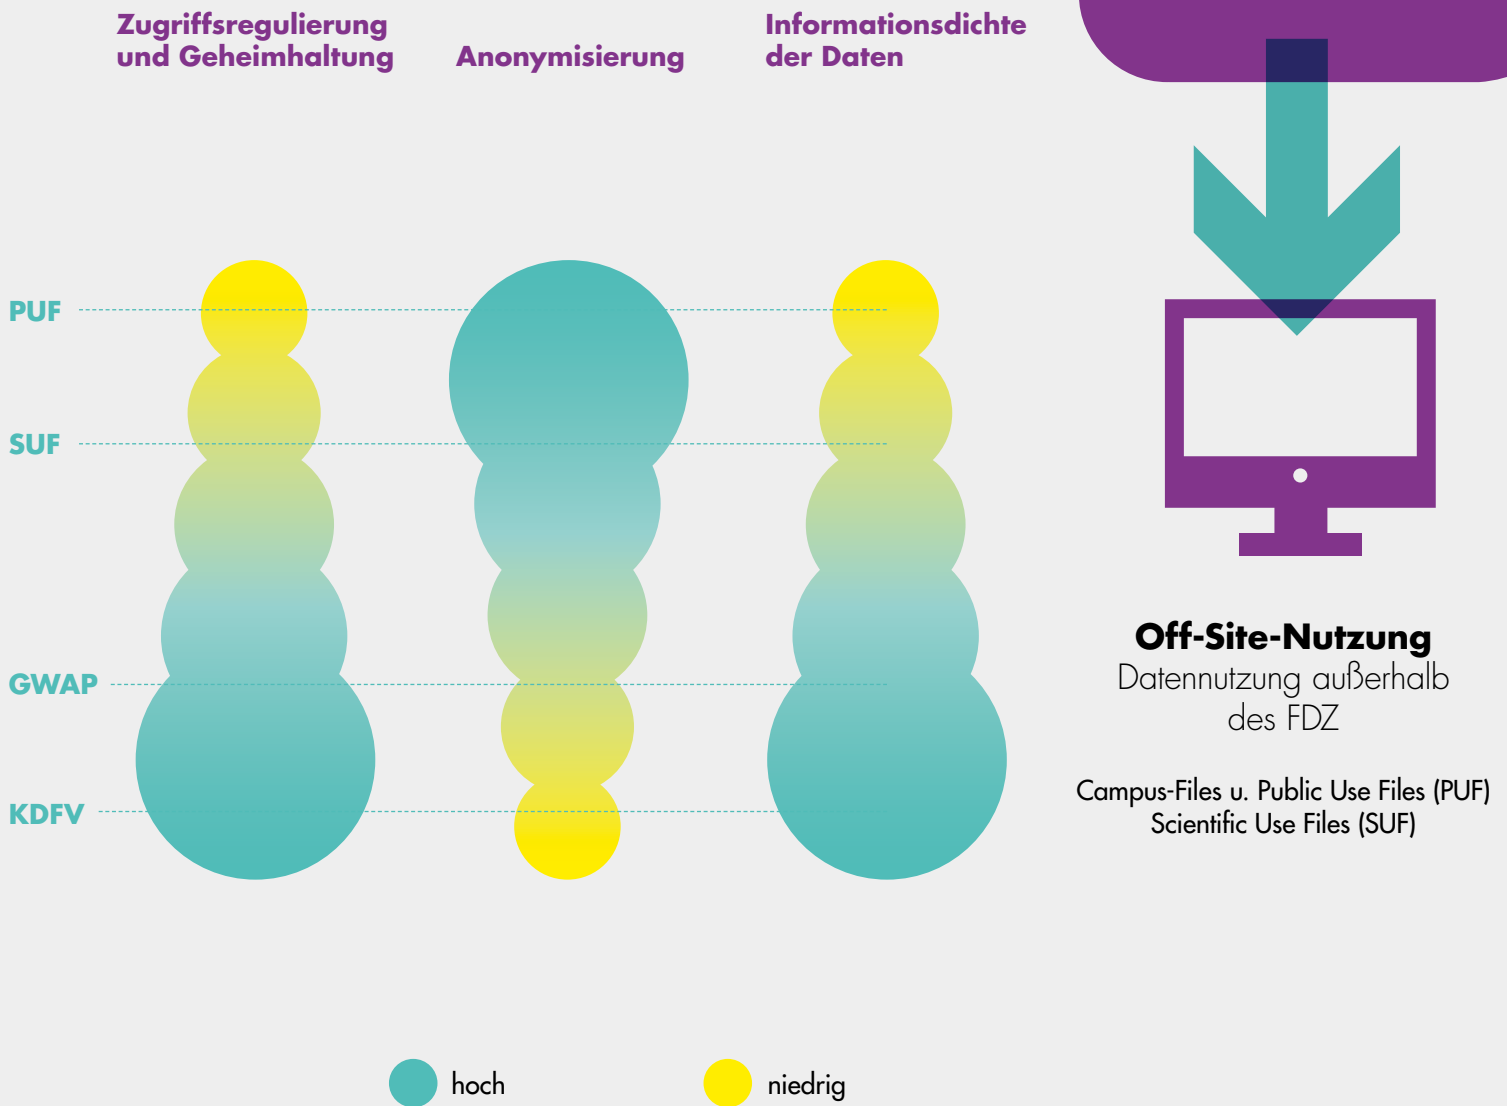 Zugriffsregulierung
und Geheimhaltung
Anonymisierung
Informationsdichte
der Daten
PUF
SUF
GWAP
KDFV
Off-Site-Nutzung
Datennutzung außerhalb
des FDZ
Campus-Files u. Public Use Files (PUF)
Scientific Use Files (SUF)
hoch
niedrig